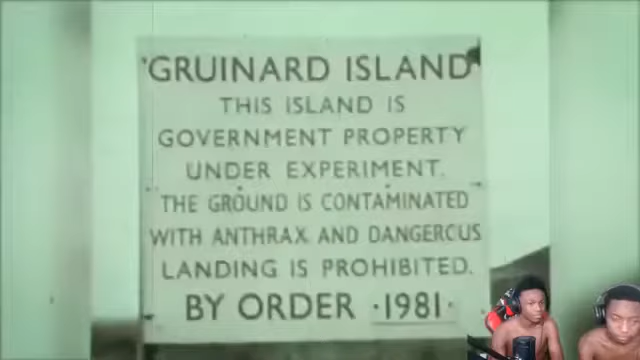 GRUINARD ISLAND
THIS ISLAND IS
GOVERNMENT PROPERTY
UNDER EXPERIMENT.
THE GROUND IS CONTAMINATED
WITH ANTHRAX AND DANGERCUS
LANDING IS PROHIBITED.
BY ORDER ·1981·